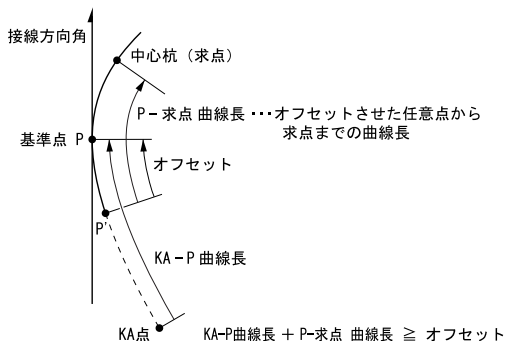 接線方向角
中心杭（求点）
P－求点 曲線長 ･･･オフセットさせた任意点から
求点までの曲線長
基準点 P
オフセット
P'
KA－P 曲線長
KA点
KA-P曲線長 ＋ P-求点 曲線長 ≧ オフセット